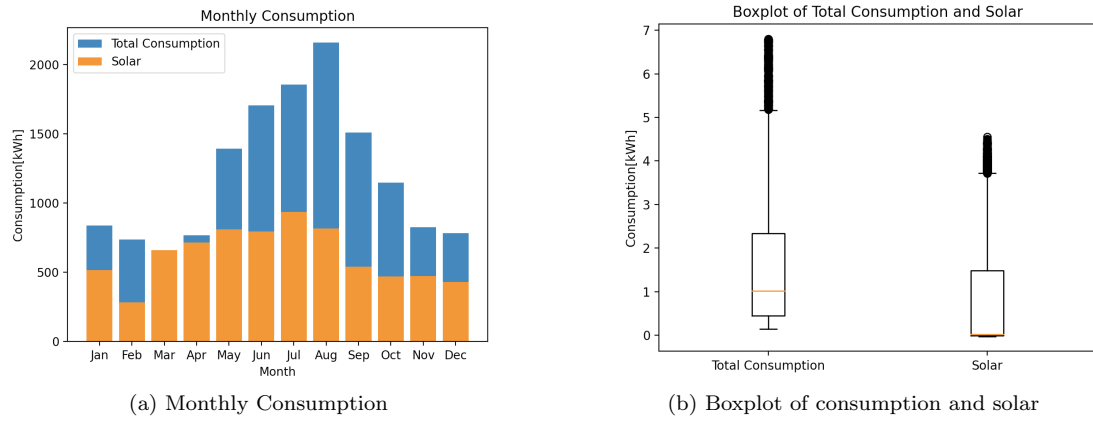 Monthly Consumption
Total Consumption
Solar
2000
1500
1000
500
0
Consumption[kWh]
Jan Feb Mar Apr May Jun Jul Aug Sep Oct Nov Dec
Month
(a) Monthly Consumption
Boxplot of Total Consumption and Solar
7
6
5
4
3
2
1
0
Consumption[kWh]
Total Consumption Solar
(b) Boxplot of consumption and solar